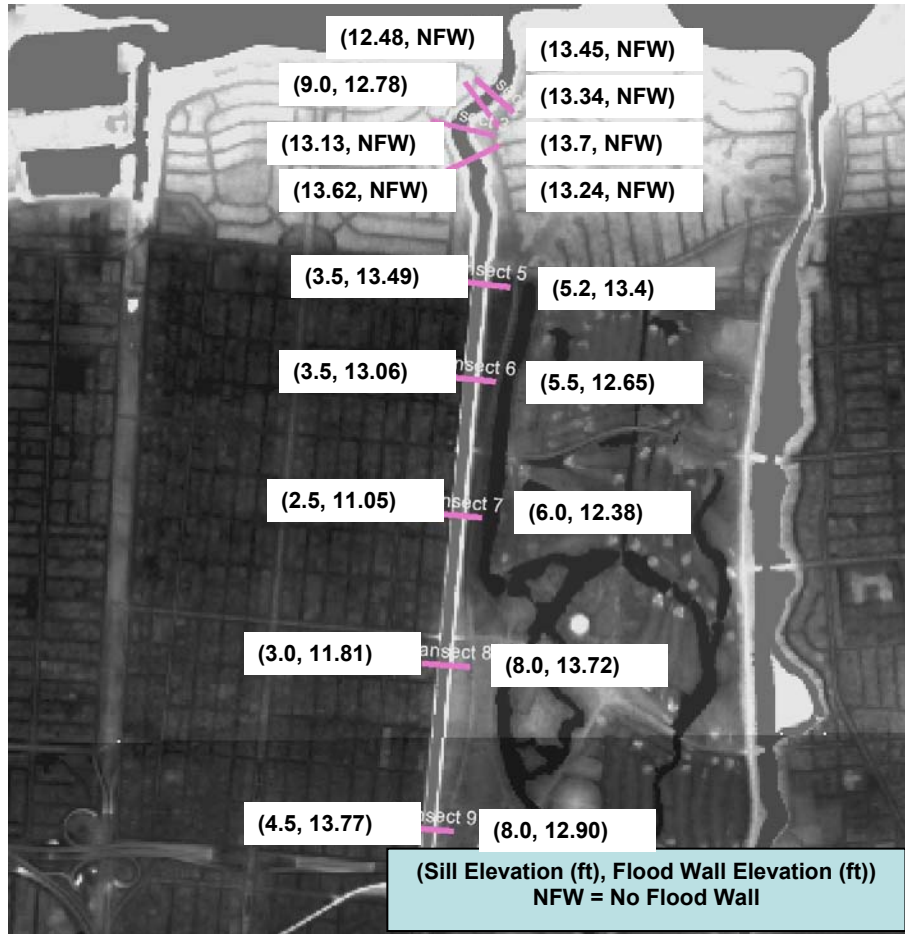 (12.48, NFW)
(13.45, NFW)
(9.0, 12.78)
(13.34, NFW)
(13.13, NFW)
(13.7, NFW)
(13.62, NFW)
(13.24, NFW)
(3.5, 13.49)
nsect 5
(5.2, 13.4)
(3.5, 13.06)
nsect 6
(5.5, 12.65)
(2.5, 11.05)
nsect 7
(6.0, 12.38)
(3.0, 11.81)
ansect 8
(8.0, 13.72)
(4.5, 13.77)
nsect 9
(8.0, 12.90)
(Sill Elevation (ft), Flood Wall Elevation (ft))
NFW = No Flood Wall